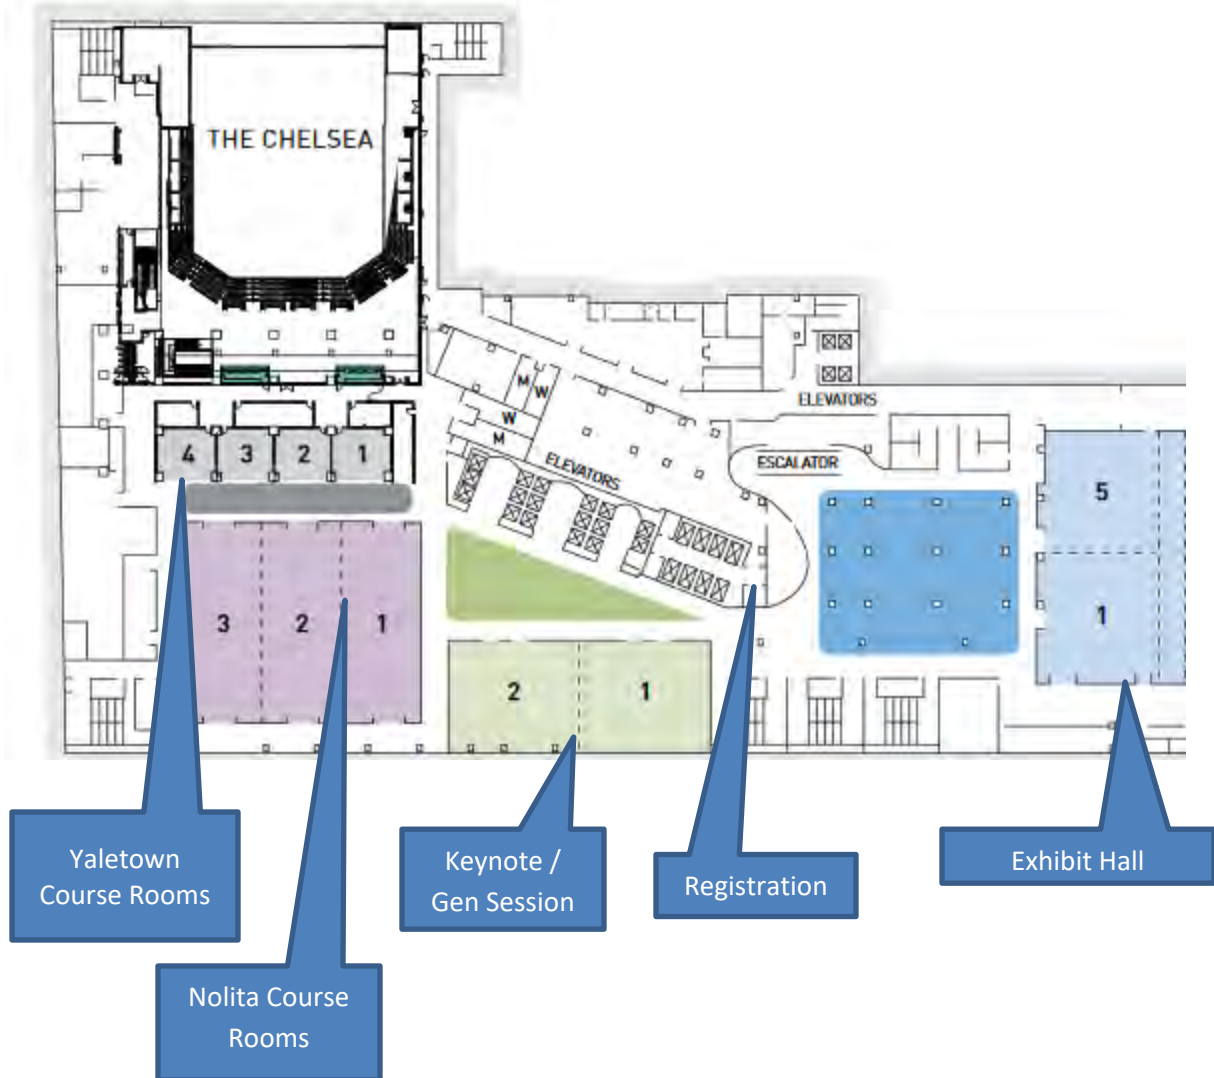 THE CHELSEA
M
W
W
M
ELEVATORS
ELEVATORS
ESCALATOR
4
3
2
1
5
1
3
2
1
2
1
Yaletown
Course Rooms
Nolita Course
Rooms
Keynote /
Gen Session
Registration
Exhibit Hall